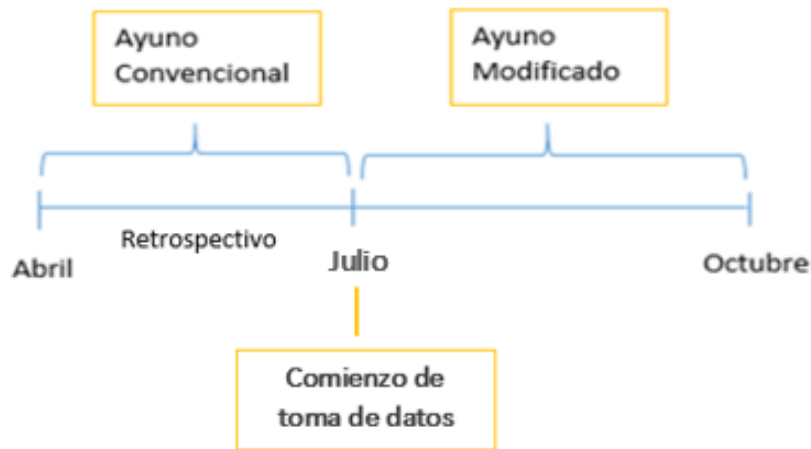 Ayuno
Convencional
Ayuno
Modificado
Retrospectivo
Abril
Julio
Octubre
Comienzo de
toma de datos